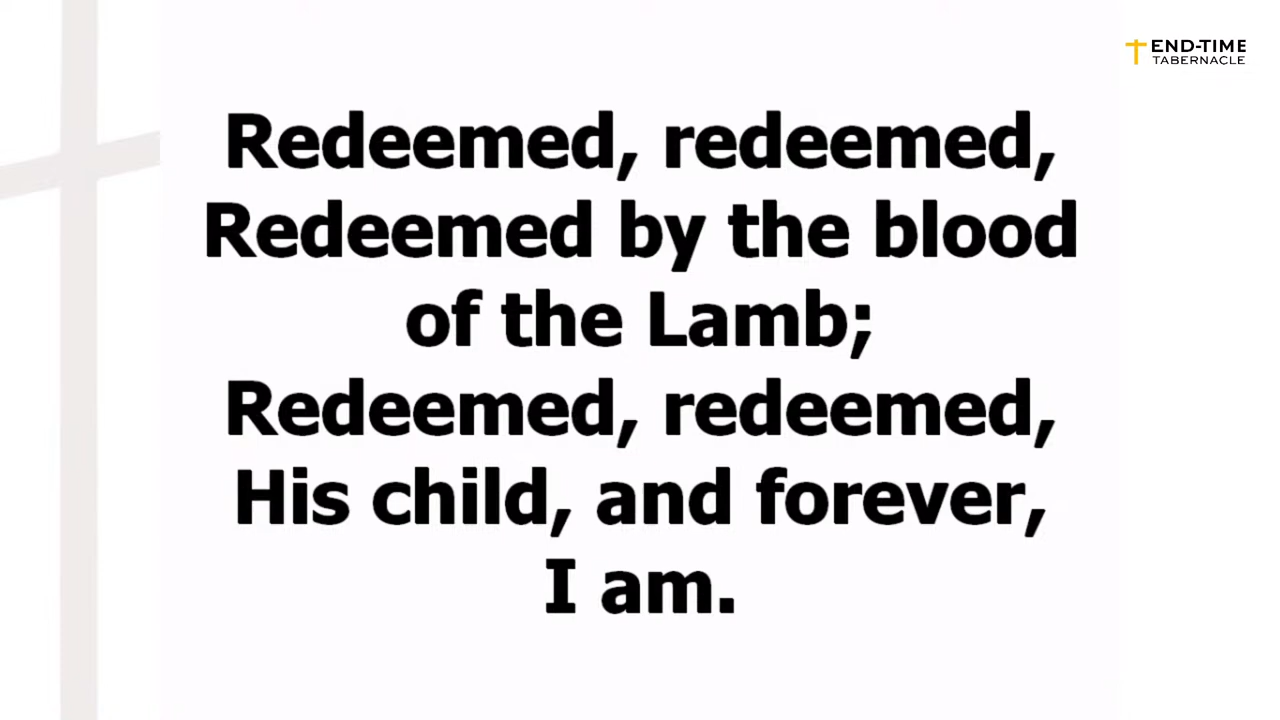 END-TIME
TABERNACLE
Redeemed, redeemed,
Redeemed by the blood
of the Lamb;
Redeemed, redeemed,
His child, and forever,
I am.